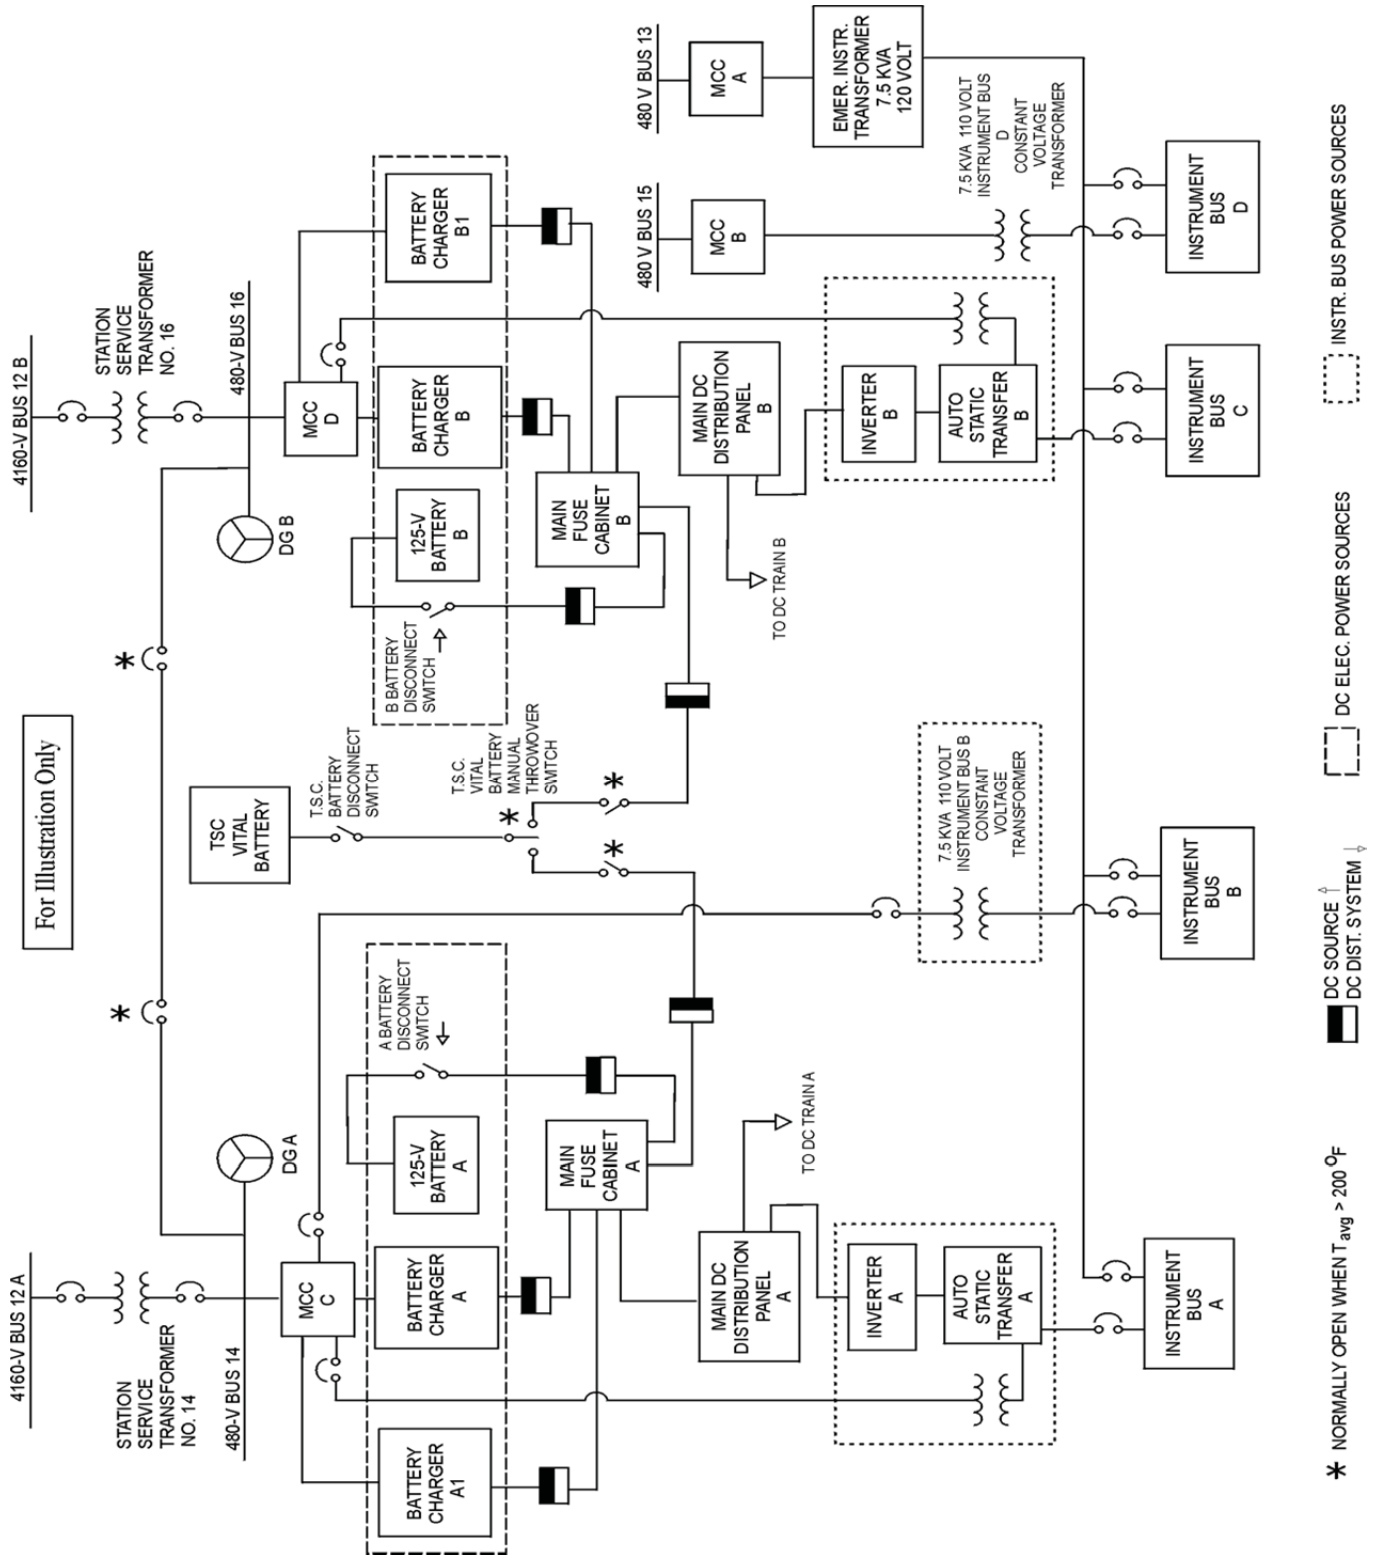 For Illustration Only
4160-V BUS 12 A
STATION
SERVICE
TRANSFORMER
NO. 14
480-V BUS 14
DG A
*
*
4160-V BUS 12 B
STATION
SERVICE
TRANSFORMER
NO. 16
480-V BUS 16
DG B
TSC
VITAL
BATTERY
T.S.C.
BATTERY
DISCONNECT
SWITCH
T.S.C.
VITAL
BATTERY
MANUAL
THROWOVER
SWITCH
*
*
*
MCC
C
BATTERY
CHARGER
A1
BATTERY
CHARGER
A
125-V
BATTERY
A
A BATTERY
DISCONNECT
SWITCH
MAIN
FUSE
CABINET
A
MAIN DC
DISTRIBUTION
PANEL
A
TO DC TRAIN A
INVERTER
A
AUTO
STATIC
TRANSFER
A
INSTRUMENT
BUS
A
7.5 KVA 110 VOLT
INSTRUMENT BUS B
CONSTANT
VOLTAGE
TRANSFORMER
INSTRUMENT
BUS
B
MCC
D
B BATTERY
DISCONNECT
SWITCH
125-V
BATTERY
B
BATTERY
CHARGER
B
BATTERY
CHARGER
B1
MAIN
FUSE
CABINET
B
MAIN DC
DISTRIBUTION
PANEL
B
TO DC TRAIN B
INVERTER
B
AUTO
STATIC
TRANSFER
B
INSTRUMENT
BUS
C
480 V BUS 15
MCC
B
480 V BUS 13
MCC
A
EMER. INSTR.
TRANSFORMER
7.5 KVA
120 VOLT
7.5 KVA 110 VOLT
INSTRUMENT BUS
D
CONSTANT
VOLTAGE
TRANSFORMER
INSTRUMENT
BUS
D
* NORMALLY OPEN WHEN Tavg > 200 °F
DC SOURCE
DC DIST. SYSTEM
DC ELEC. POWER SOURCES
INSTR. BUS POWER SOURCES